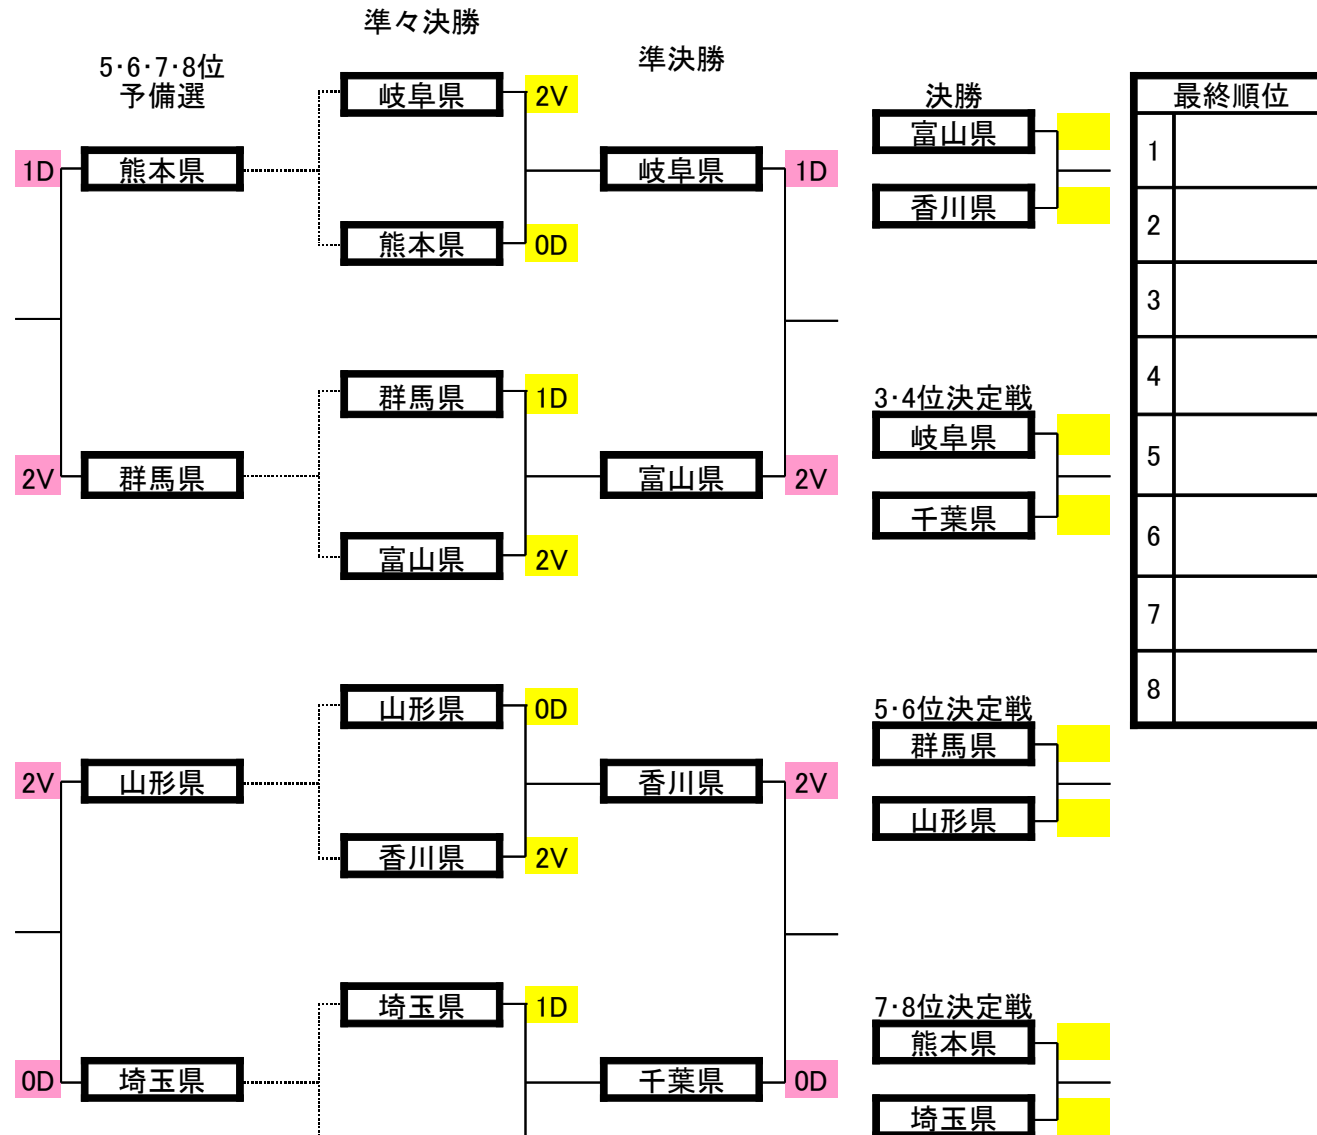 準々決勝
準決勝
5・6・7・8位
予備選
岐阜県 2V
決勝
最終順位
富山県
1
1D 熊本県
岐阜県 1D
香川県
2
熊本県 0D
3
群馬県 1D
4
3・4位決定戦
岐阜県
5
2V 群馬県
富山県 2V
千葉県
6
富山県 2V
7
8
山形県 0D
5・6位決定戦
群馬県
2V 山形県
香川県 2V
山形県
香川県 2V
埼玉県 1D
7・8位決定戦
熊本県
0D 埼玉県
千葉県 0D
埼玉県